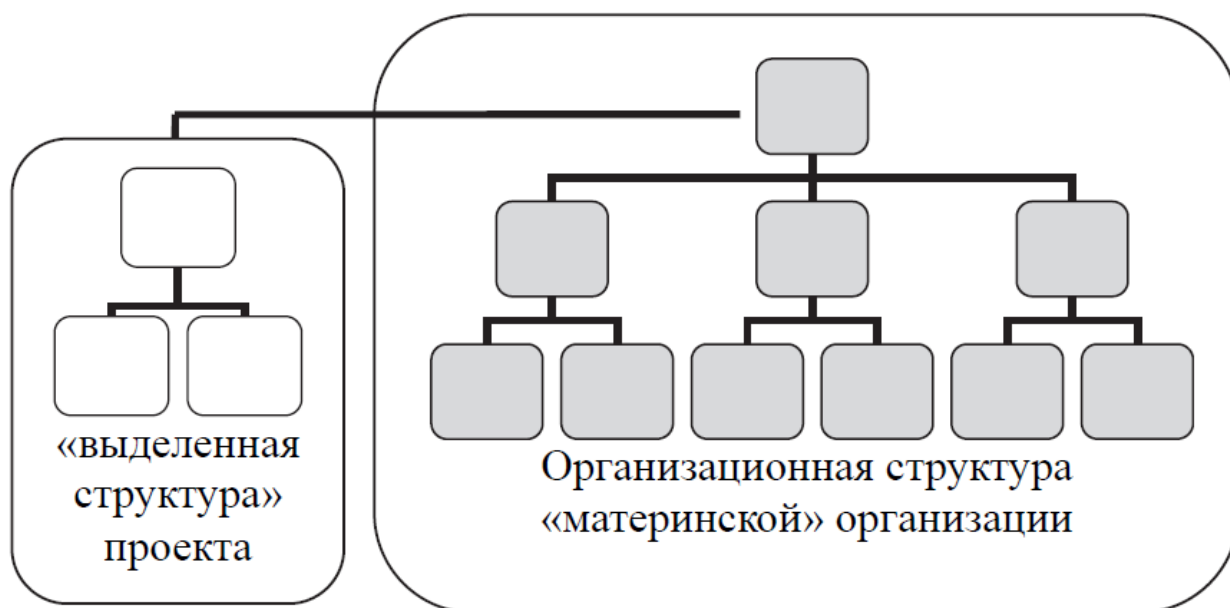 «выделенная
структура»
проекта
Организационная структура
«материнской» организации